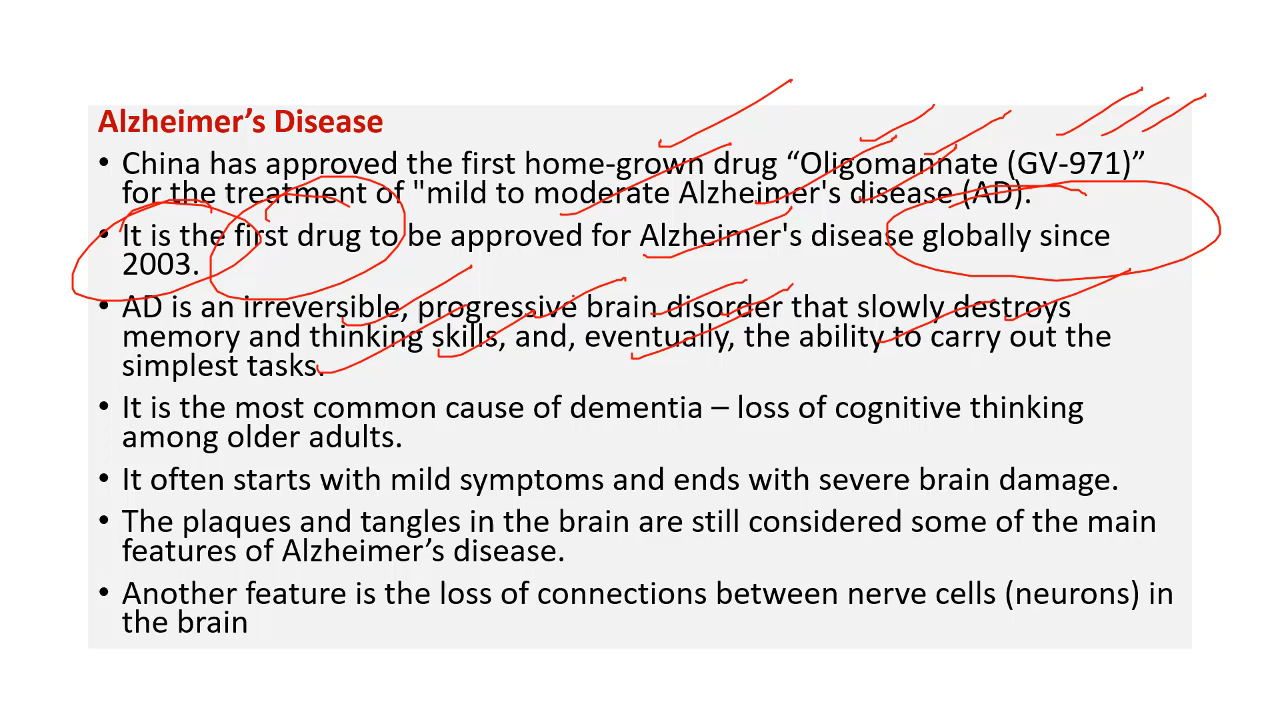 Alzheimer’s Disease
• China has approved the first home-grown drug “Oligomannate (GV-971)”
for the treatment of "mild to moderate Alzheimer's disease (AD).
• It is the first drug to be approved for Alzheimer's disease globally since
2003.
• AD is an irreversible, progressive brain disorder that slowly destroys
memory and thinking skills, and, eventually, the ability to carry out the
simplest tasks.
• It is the most common cause of dementia – loss of cognitive thinking
among older adults.
• It often starts with mild symptoms and ends with severe brain damage.
• The plaques and tangles in the brain are still considered some of the main
features of Alzheimer’s disease.
• Another feature is the loss of connections between nerve cells (neurons) in
the brain